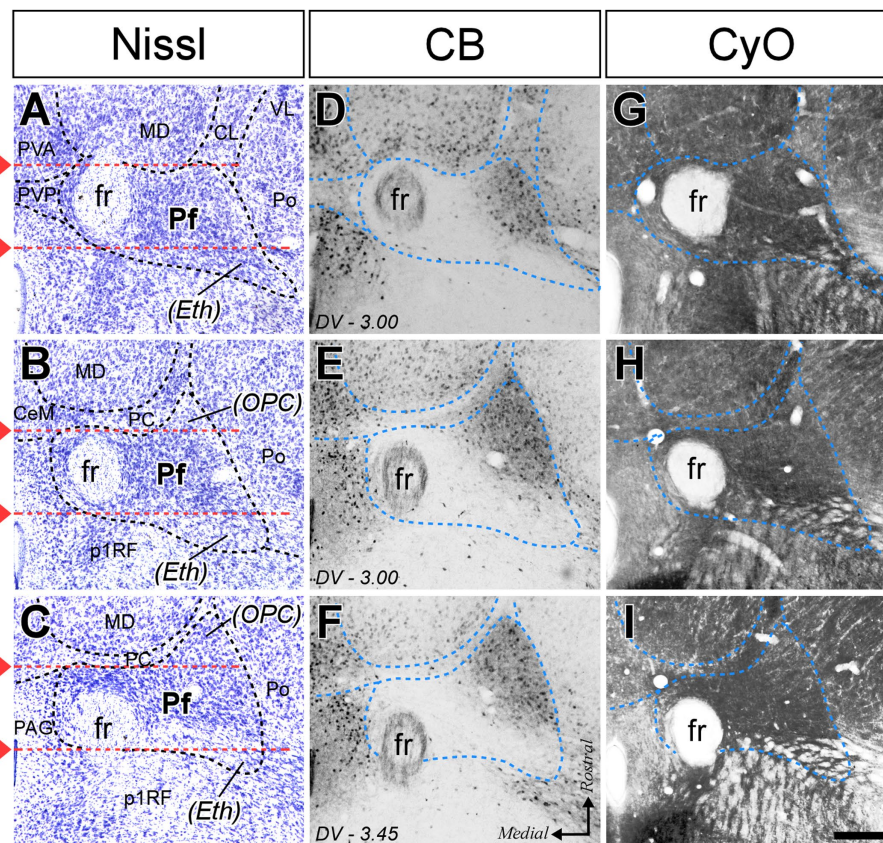 Nissl
CB
CyO
A
MD
CL
VL
PVA
PVP
fr
Pf
Po
(Eth)
D
fr
DV - 3.00
G
fr
B
MD
CeM
PC
(OPC)
fr
Pf
Po
p1RF
(Eth)
E
fr
DV - 3.00
H
fr
C
MD
(OPC)
PC
Pf
Po
PAG
fr
p1RF
(Eth)
F
fr
Rostral
Medial
DV - 3.45
I
fr